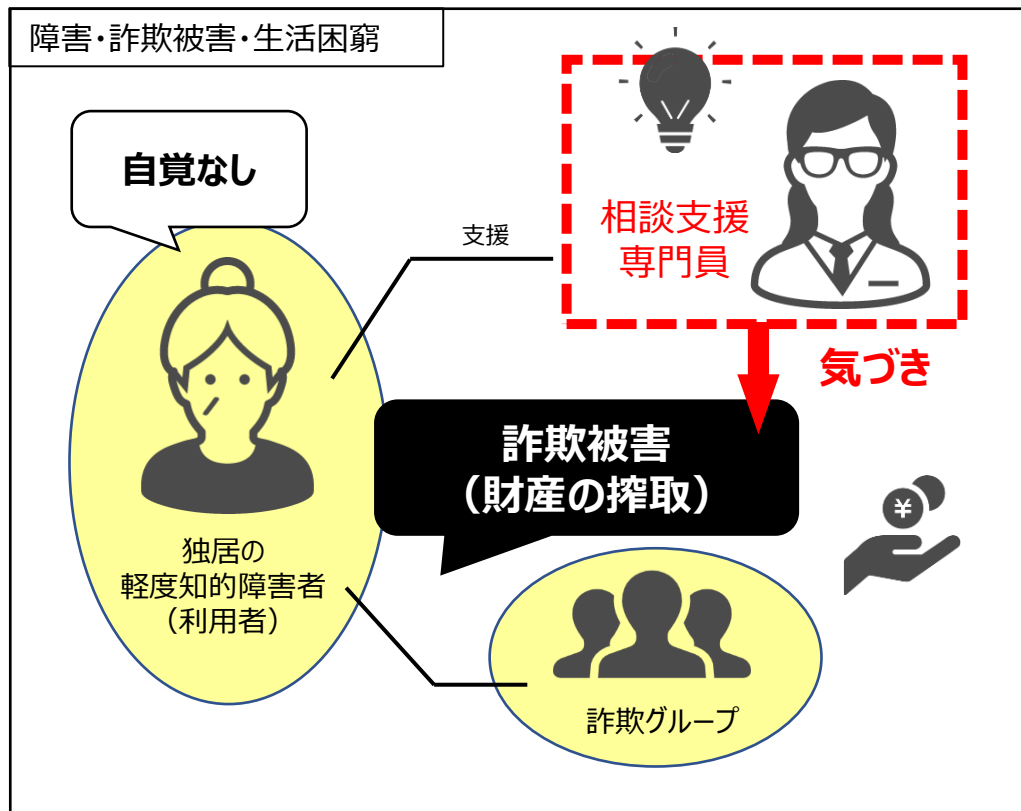 障害・詐欺被害・生活困窮
自覚なし
支援
相談支援
専門員
気づき
詐欺被害
（財産の搾取）
¥
独居の
軽度知的障害者
（利用者）
詐欺グループ